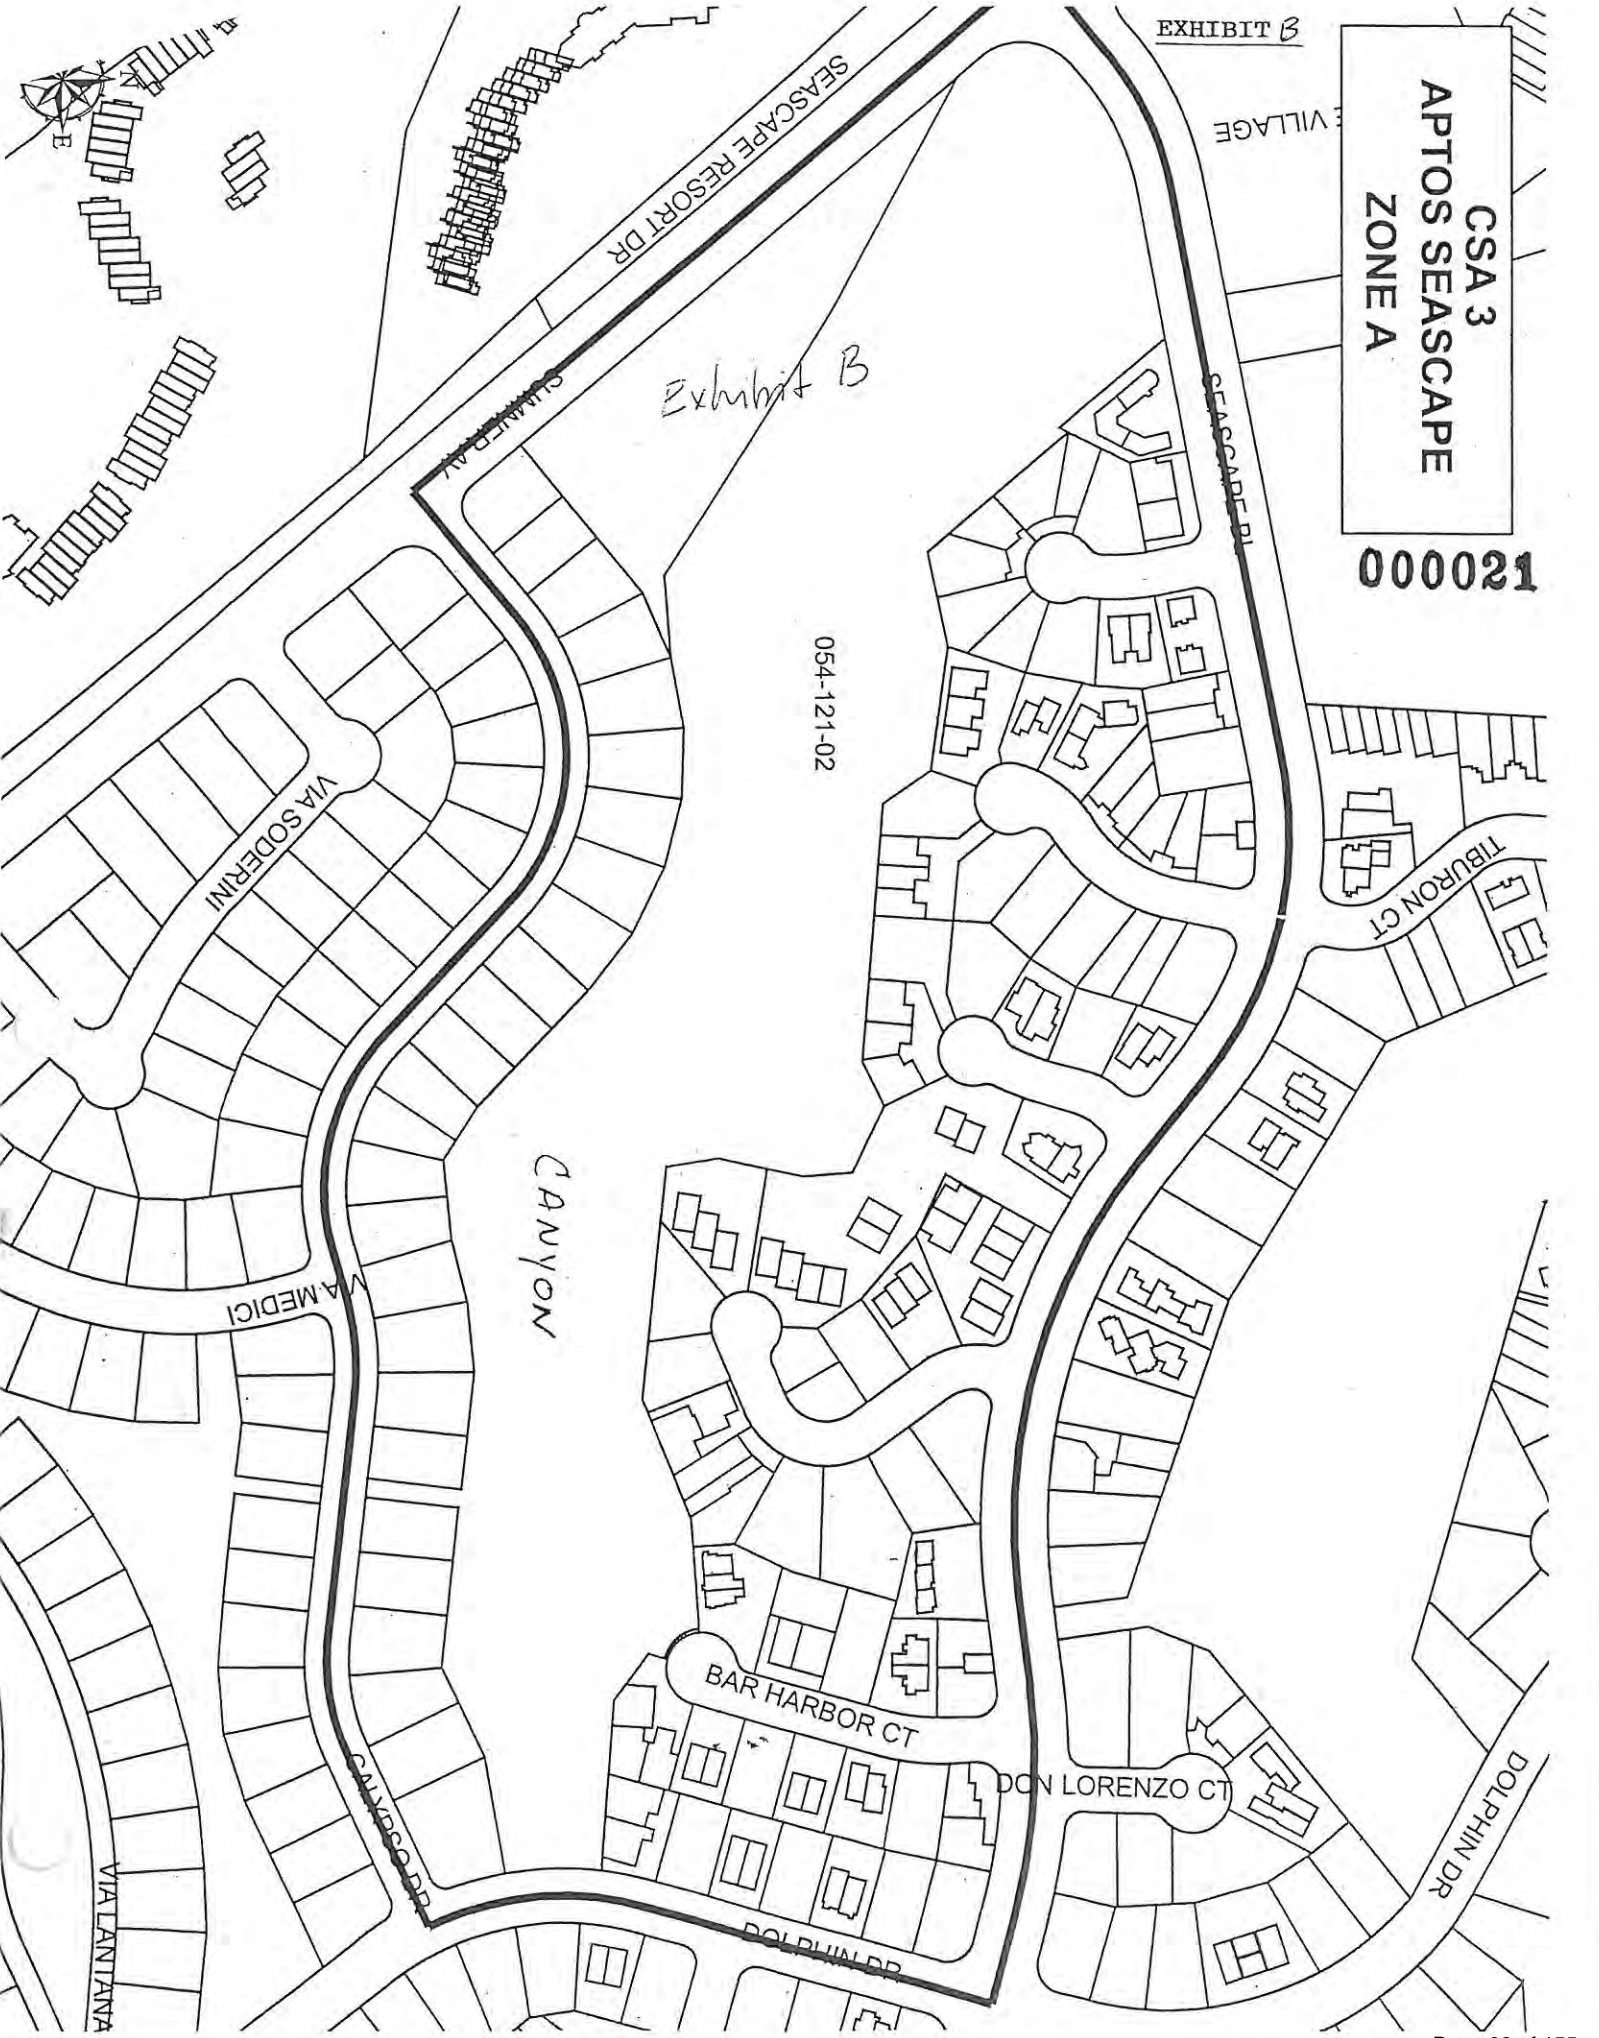 EXHIBIT B
CSA 3
APTOS SEASCAPE
ZONE A
000021
VILLAGE
N
E
SEASCAPE RESORT DR
SUMNER AV
Exhibit B
SEASCAPE BL
054-121-02
TIBURON CT
VIA SODERINI
CANYON
VIA MEDICI
BAR HARBOR CT
DON LORENZO CT
DOLPHIN DR
CALYPSO DR
DOLPHIN DR
VIA LANTANA